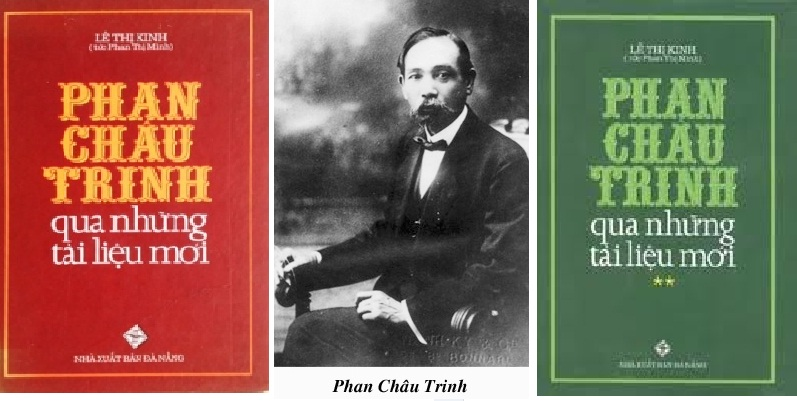 LÊ THỊ KINH
(tức Phan Thị Minh)
PHAN
CHÂU
TRINH
qua những
tài liệu mới
NHÀ XUẤT BẢN ĐÀ NẴNG
BONNARD
Phan Châu Trinh
LÊ THỊ KINH
(tức Phan Thị Minh)
PHAN
CHÂU
TRINH
qua những
tài liệu mới
**
NHÀ XUẤT BẢN ĐÀ NẴNG